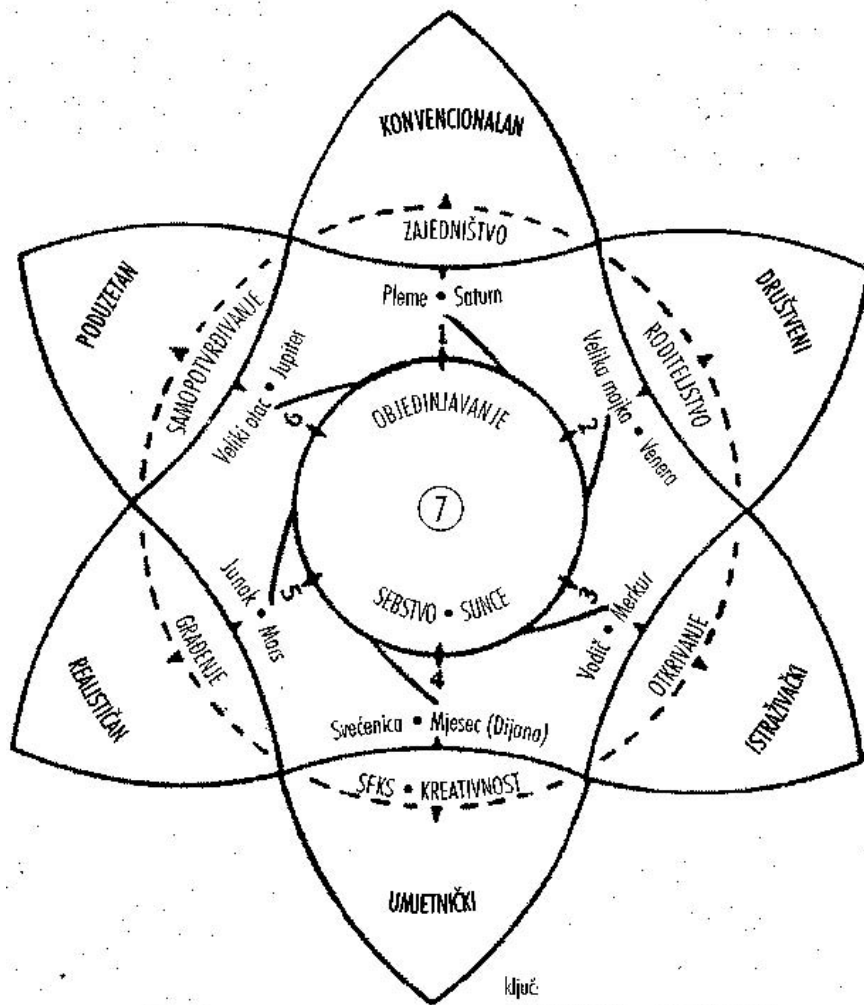 KONVENCIONALAN
ZAJEDNIŠTVO
Pleme • Saturn
1
DRUŠTVENI
RODITELJSTVO
Velika majka • Venera
2
ISTRAŽIVAČKI
OTKRIVANJE
Vodič • Merkur
3
UMJETNIČKI
SEKS • KREATIVNOST
Svećenica • Mjesec (Dijana)
4
REALISTIČAN
GRAĐENJE
Junak • Mars
5
PODUZETAN
SAMOPOTVRĐIVANJE
Veliki otac • Jupiter
6
OBJEDINJAVANJE
7
SEBSTVO • SUNCE
ključ: